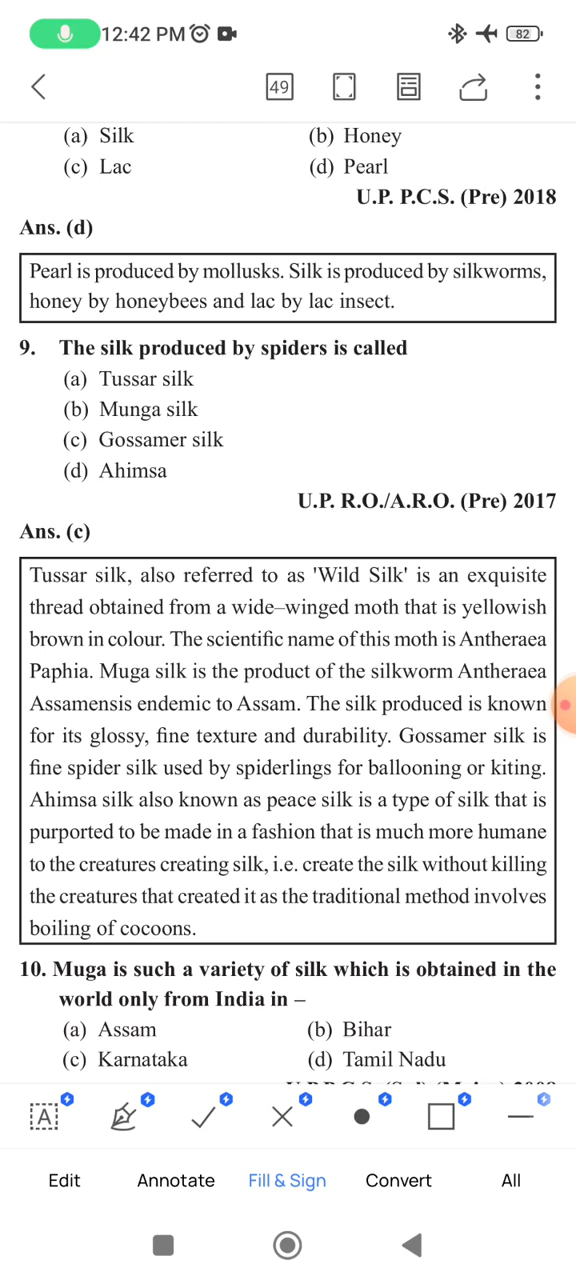 12:42 PM
82
49
(a) Silk (b) Honey
(c) Lac (d) Pearl
U.P. P.C.S. (Pre) 2018
Ans. (d)
Pearl is produced by mollusks. Silk is produced by silkworms,
honey by honeybees and lac by lac insect.
9. The silk produced by spiders is called
(a) Tussar silk
(b) Munga silk
(c) Gossamer silk
(d) Ahimsa
U.P. R.O./A.R.O. (Pre) 2017
Ans. (c)
Tussar silk, also referred to as 'Wild Silk' is an exquisite
thread obtained from a wide–winged moth that is yellowish
brown in colour. The scientific name of this moth is Antheraea
Paphia. Muga silk is the product of the silkworm Antheraea
Assamensis endemic to Assam. The silk produced is known
for its glossy, fine texture and durability. Gossamer silk is
fine spider silk used by spiderlings for ballooning or kiting.
Ahimsa silk also known as peace silk is a type of silk that is
purported to be made in a fashion that is much more humane
to the creatures creating silk, i.e. create the silk without killing
the creatures that created it as the traditional method involves
boiling of cocoons.
10. Muga is such a variety of silk which is obtained in the
world only from India in –
(a) Assam (b) Bihar
(c) Karnataka (d) Tamil Nadu
A
Edit Annotate Fill & Sign Convert All